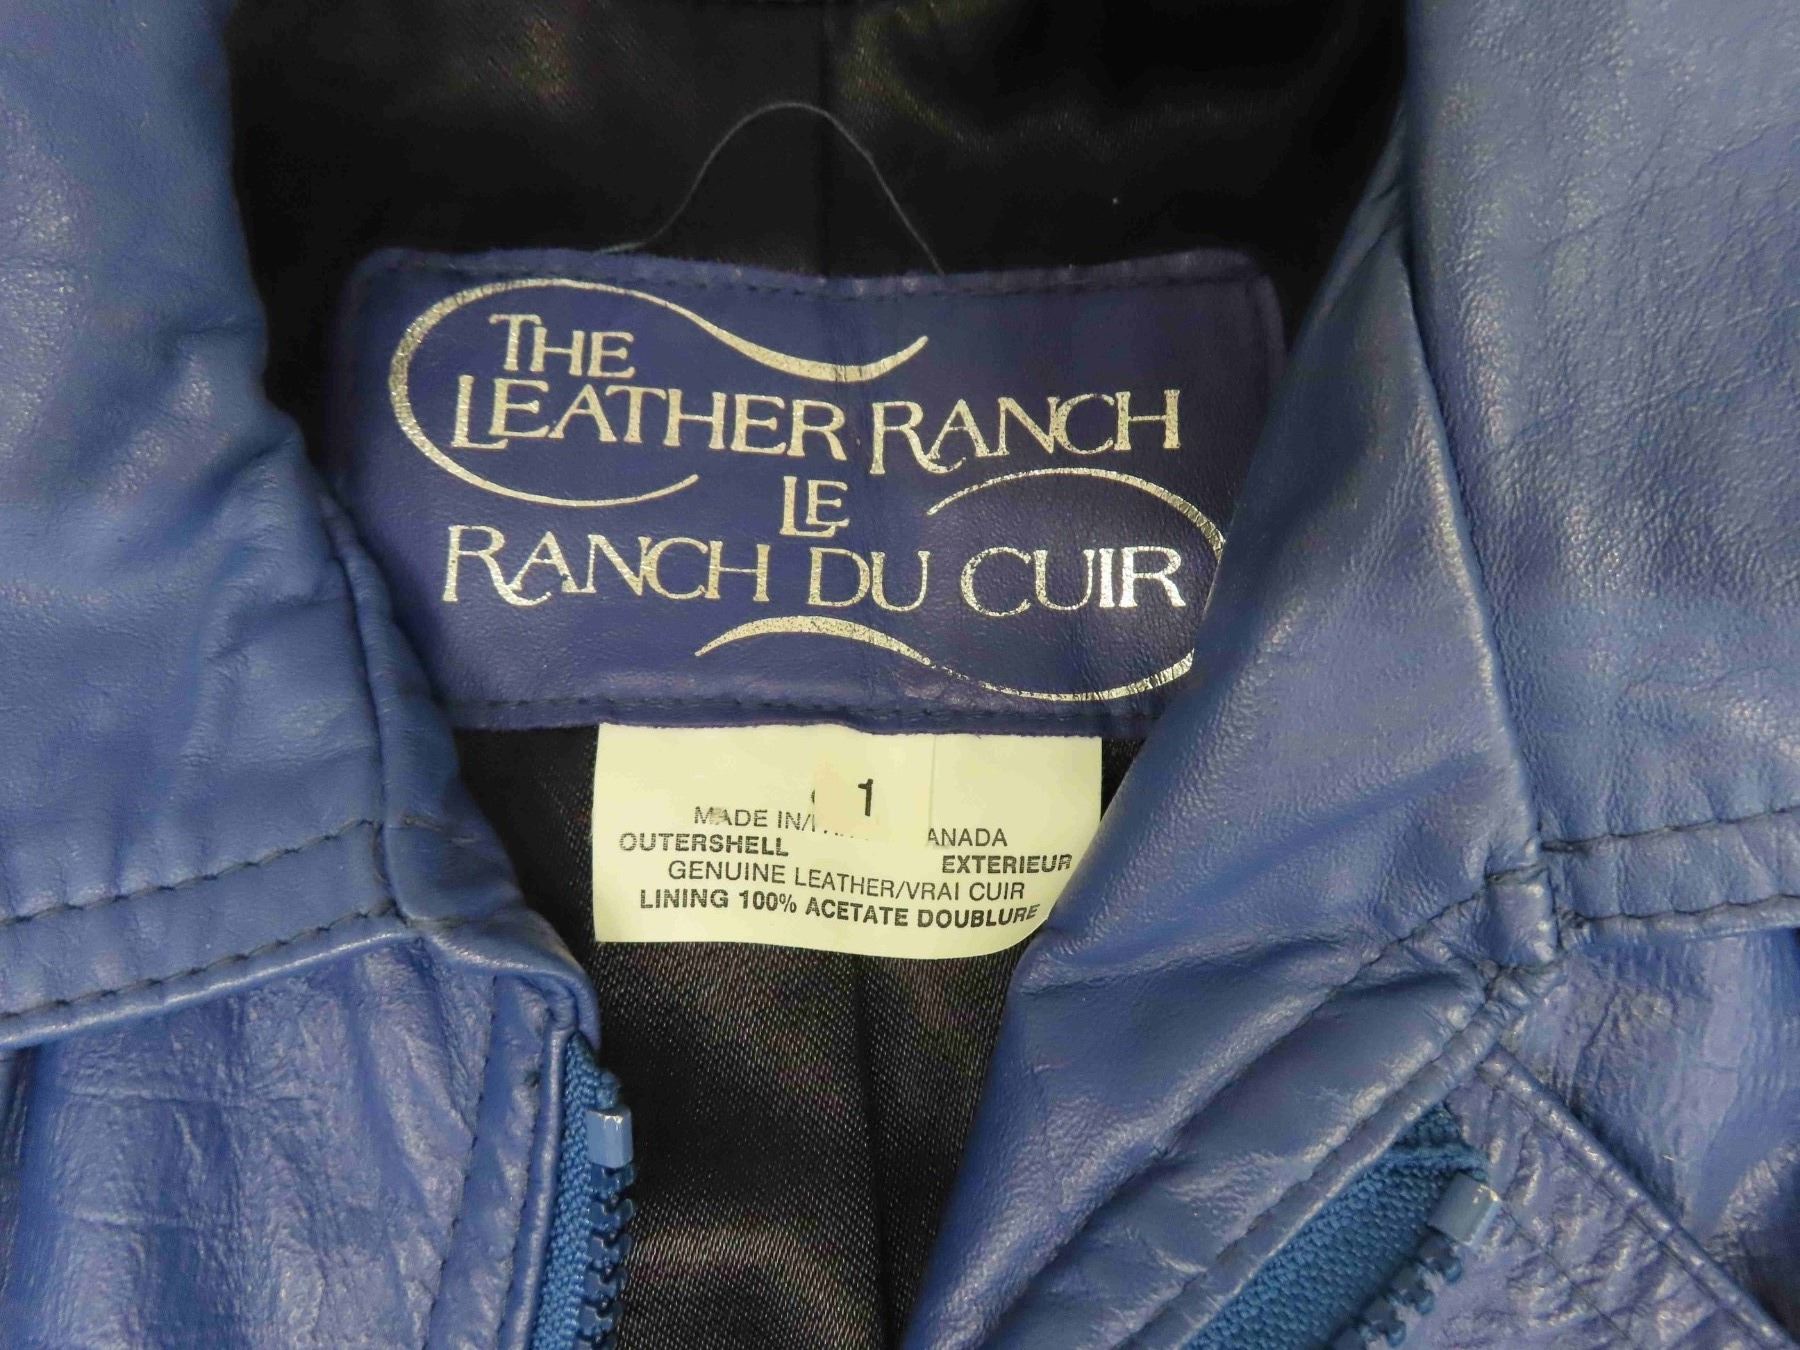 THE
LEATHER RANCH
LE
RANCH DU CUIR
1
MADE IN/
OUTERSHELL EXTERIEUR
GENUINE LEATHER/VRAI CUIR
LINING 100% ACETATE DOUBLURE